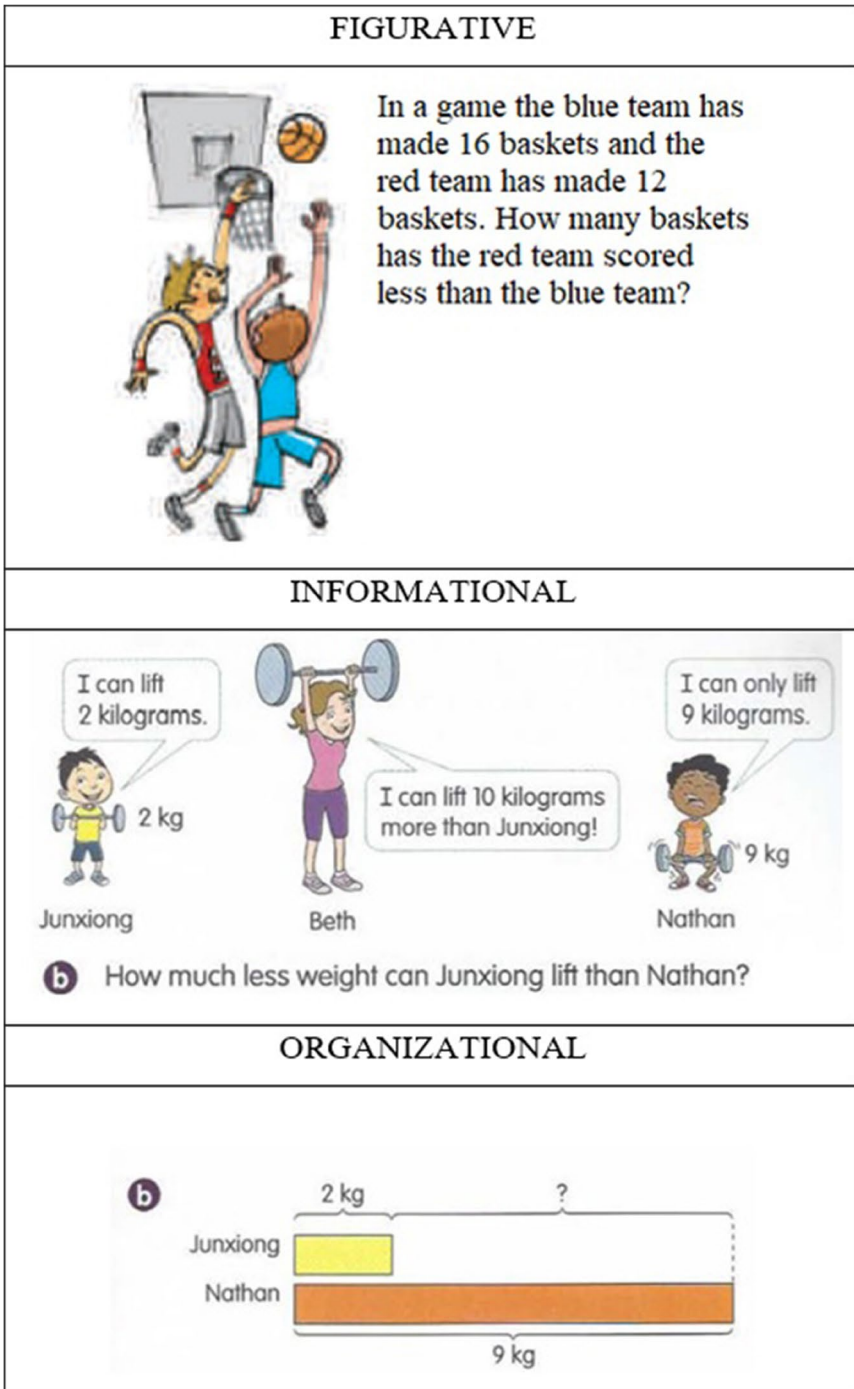 FIGURATIVE
In a game the blue team has
made 16 baskets and the
red team has made 12
baskets. How many baskets
has the red team scored
less than the blue team?
INFORMATIONAL
I can lift
2 kilograms.
I can only lift
9 kilograms.
I can lift 10 kilograms
more than Junxiong!
2 kg
9 kg
Junxiong
Beth
Nathan
b How much less weight can Junxiong lift than Nathan?
ORGANIZATIONAL
b
2 kg
?
Junxiong
Nathan
9 kg